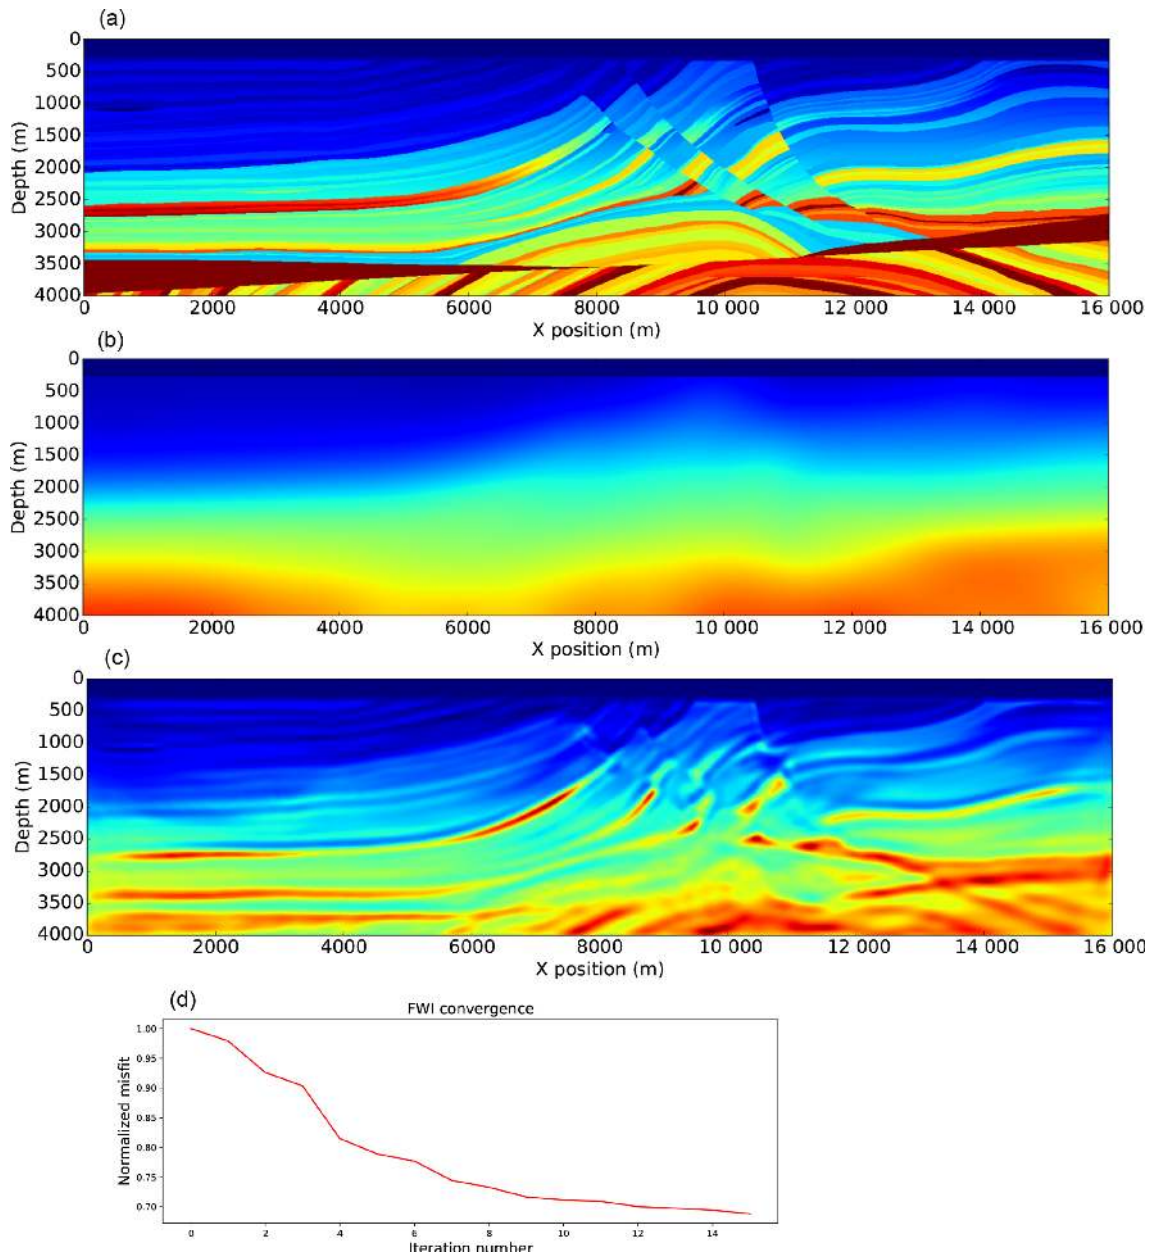 (a)
0
500
1000
1500
2000
2500
3000
3500
4000
Depth (m)
0 2000 4000 6000 8000 10 000 12 000 14 000 16 000
X position (m)
(b)
0
500
1000
1500
2000
2500
3000
3500
4000
Depth (m)
0 2000 4000 6000 8000 10 000 12 000 14 000 16 000
X position (m)
(c)
0
500
1000
1500
2000
2500
3000
3500
4000
Depth (m)
0 2000 4000 6000 8000 10 000 12 000 14 000 16 000
X position (m)
(d)
FWI convergence
1.00
0.95
0.90
0.85
0.80
0.75
0.70
Normalized misfit
0 2 4 6 8 10 12 14
Iteration number